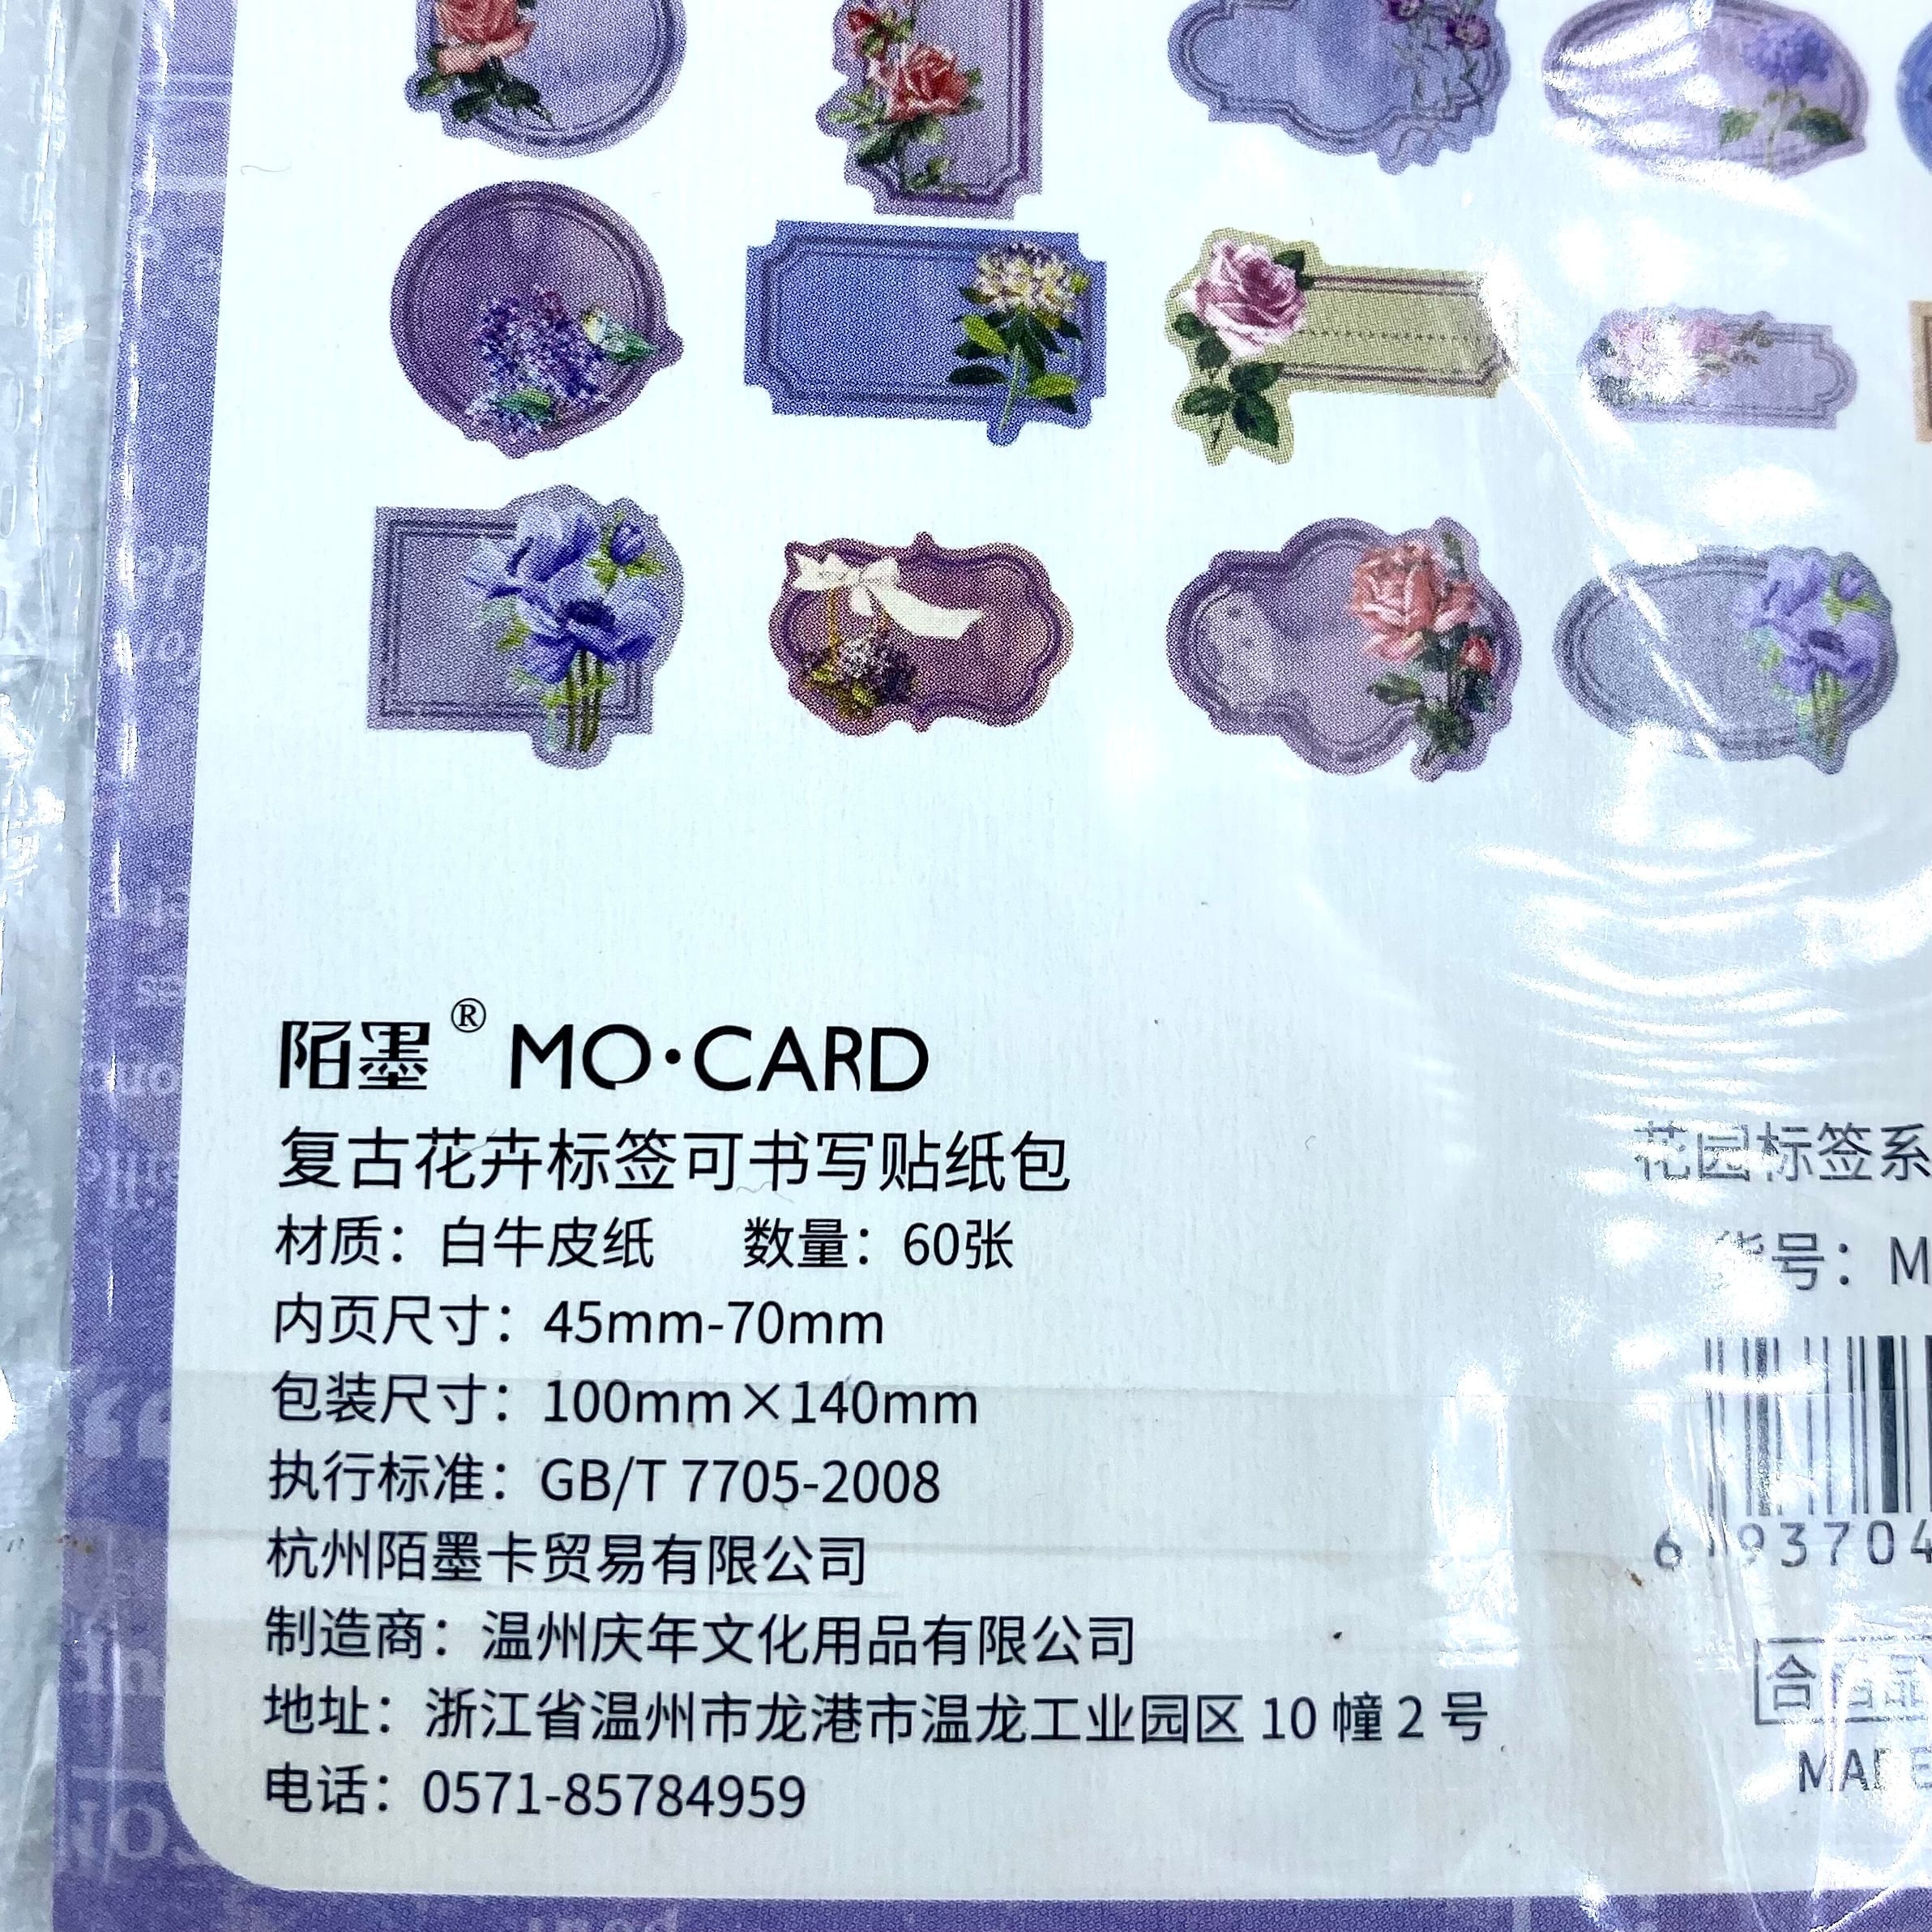 陌墨® MO·CARD
复古花卉标签可书写贴纸包
材质：白牛皮纸 数量：60张
内页尺寸：45mm-70mm
包装尺寸：100mm×140mm
执行标准：GB/T 7705-2008
杭州陌墨卡贸易有限公司
制造商：温州庆年文化用品有限公司
地址：浙江省温州市龙港市温龙工业园区 10 幢 2 号
电话：0571-85784959
花园标签系
货号：M
合